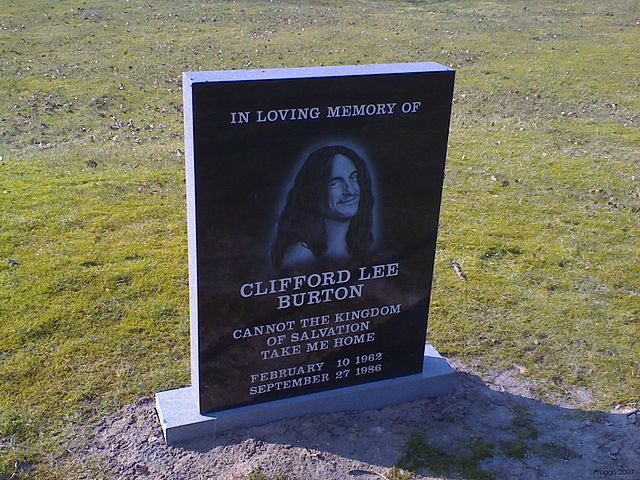 IN LOVING MEMORY OF
CLIFFORD LEE
BURTON
CANNOT THE KINGDOM
OF SALVATION
TAKE ME HOME
FEBRUARY 10 1962
SEPTEMBER 27 1986
Frugga 2007